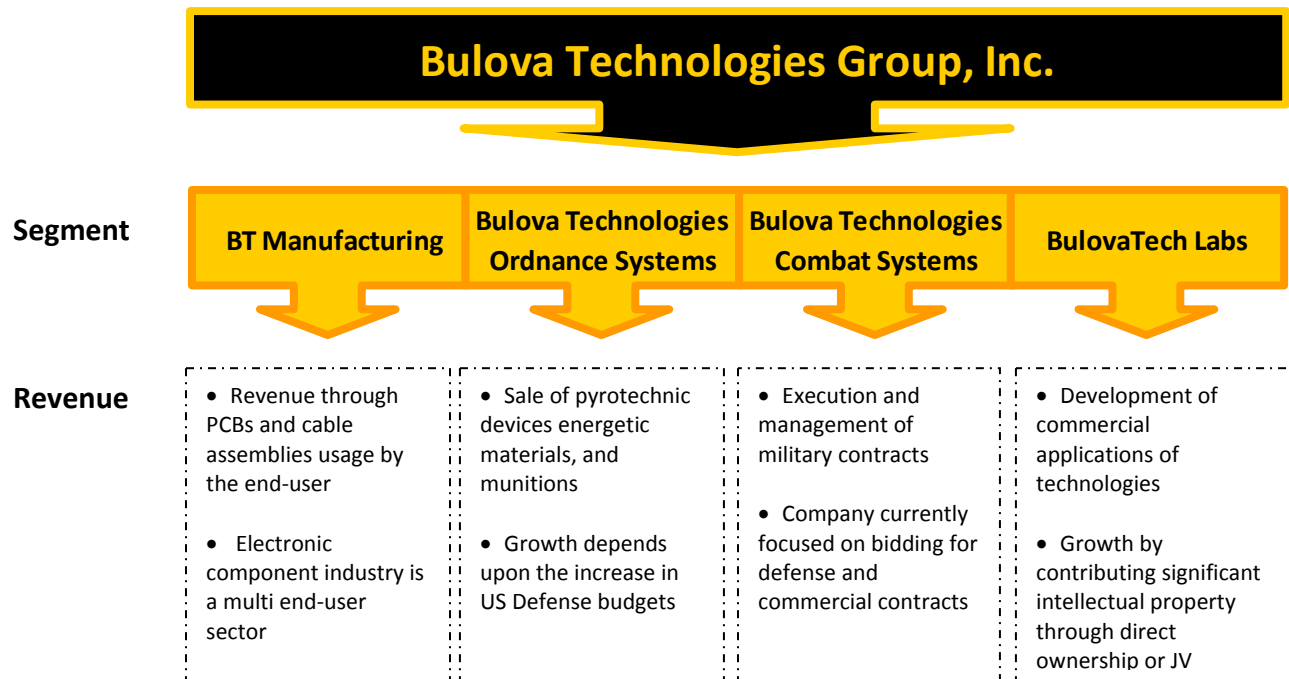 Bulova Technologies Group, Inc.
Segment
BT Manufacturing
Bulova Technologies
Ordnance Systems
Bulova Technologies
Combat Systems
BulovaTech Labs
Revenue
• Revenue through
PCBs and cable
assemblies usage by
the end-user
• Electronic
component industry is
a multi end-user
sector
• Sale of pyrotechnic
devices energetic
materials, and
munitions
• Growth depends
upon the increase in
US Defense budgets
• Execution and
management of
military contracts
• Company currently
focused on bidding for
defense and
commercial contracts
• Development of
commercial
applications of
technologies
• Growth by
contributing significant
intellectual property
through direct
ownership or JV